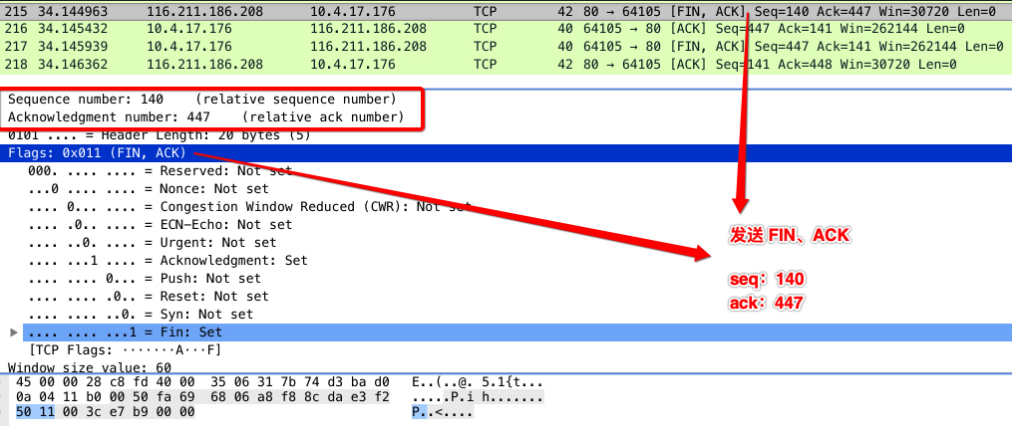 215 34.144963 116.211.186.208 10.4.17.176 TCP 42 80 → 64105 [FIN, ACK] Seq=140 Ack=447 Win=30720 Len=0
216 34.145432 10.4.17.176 116.211.186.208 TCP 40 64105 → 80 [ACK] Seq=447 Ack=141 Win=262144 Len=0
217 34.145939 10.4.17.176 116.211.186.208 TCP 40 64105 → 80 [FIN, ACK] Seq=447 Ack=141 Win=262144 Len=0
218 34.146362 116.211.186.208 10.4.17.176 TCP 42 80 → 64105 [ACK] Seq=141 Ack=448 Win=30720 Len=0
Sequence number: 140 (relative sequence number)
Acknowledgment number: 447 (relative ack number)
0101 .... = Header Length: 20 bytes (5)
Flags: 0x011 (FIN, ACK)
000. .... .... = Reserved: Not set
...0 .... .... = Nonce: Not set
.... 0... .... = Congestion Window Reduced (CWR): Not set
.... .0.. .... = ECN-Echo: Not set
.... ..0. .... = Urgent: Not set
.... ...1 .... = Acknowledgment: Set
.... .... 0... = Push: Not set
.... .... .0.. = Reset: Not set
.... .... ..0. = Syn: Not set
.... .... ...1 = Fin: Set
[TCP Flags: ·······A···F]
Window size value: 60
发送 FIN、ACK
seq：140
ack：447
45 00 00 28 c8 fd 40 00 35 06 31 7b 74 d3 ba d0 E..(..@. 5.1{t...
0a 04 11 b0 00 50 fa 69 68 06 a8 f8 8c da e3 f2 .....P.i h.......
50 11 00 3c e7 b9 00 00 P..<....